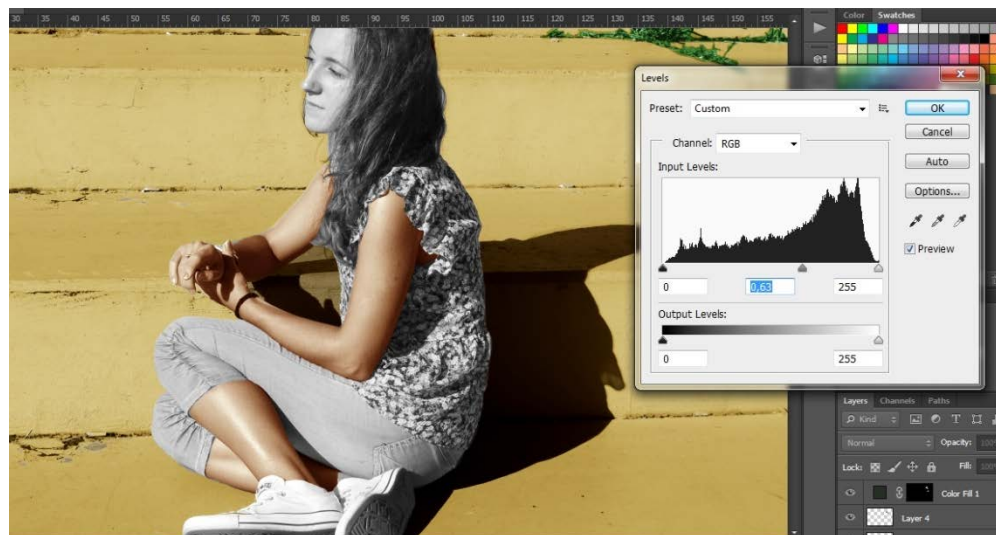 30 35 40 45 50 55 60 65 70 75 80 85 90 95 100 105 110 115 120 125 130 135 140 145 150 155
Color Swatches
Levels
Preset: Custom
OK
Cancel
Auto
Options...
Preview
Channel: RGB
Input Levels:
0 0,63 255
Output Levels:
0 255
Layers Channels Paths
Kind T
Normal Opacity: 100%
Lock: Fill: 100%
Color Fill 1
Layer 4